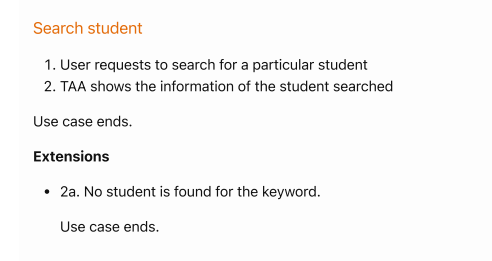 Search student
1. User requests to search for a particular student
2. TAA shows the information of the student searched
Use case ends.
Extensions
• 2a. No student is found for the keyword.
Use case ends.